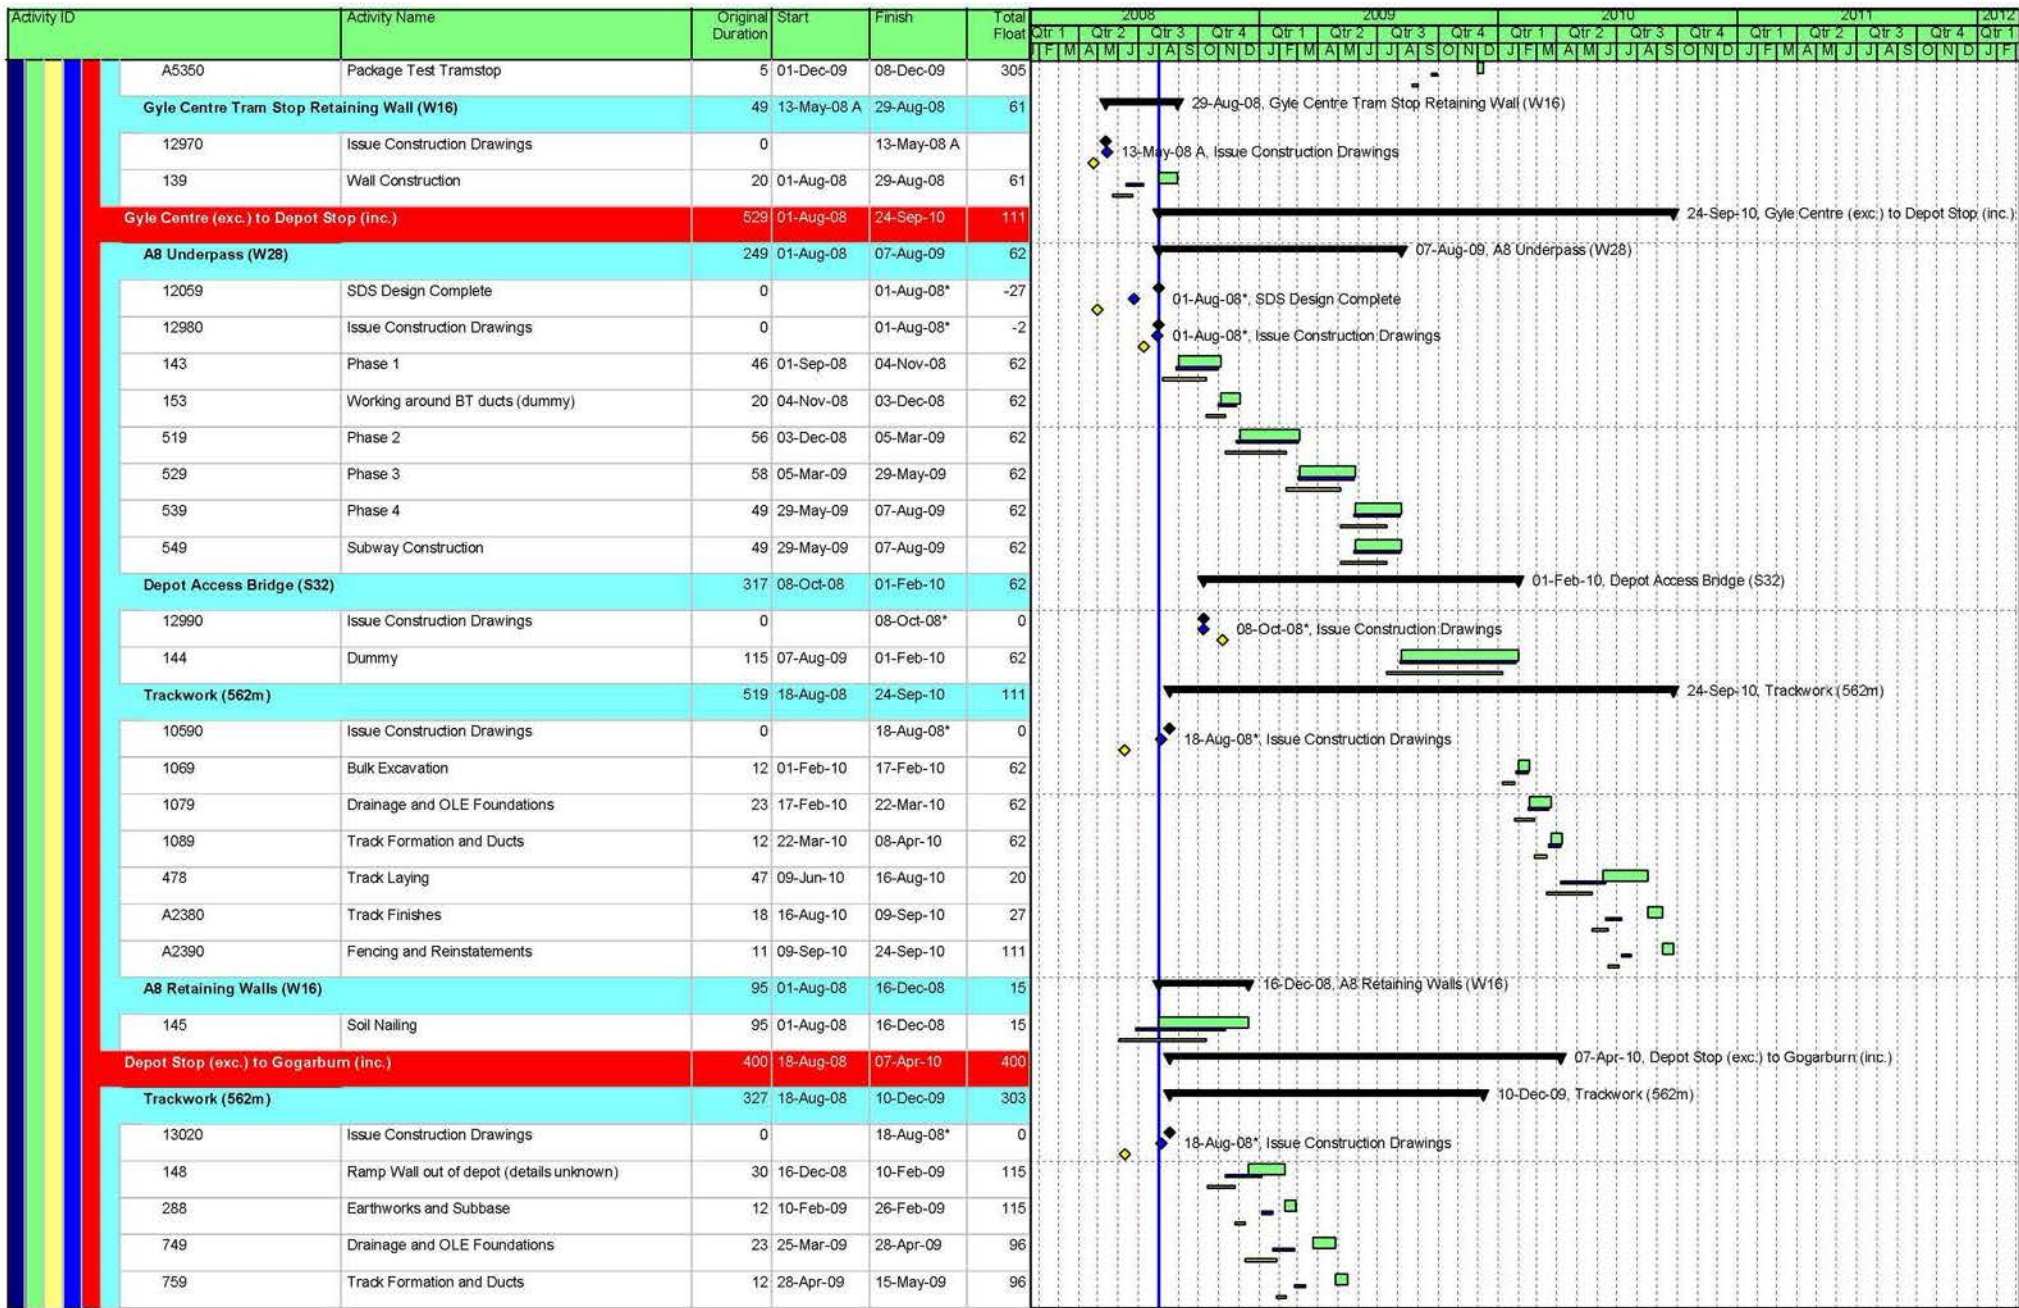 Activity ID Activity Name Original Duration Start Finish Total Float
2008 2009 2010 2011 2012
Qtr 1 Qtr 2 Qtr 3 Qtr 4 Qtr 1 Qtr 2 Qtr 3 Qtr 4 Qtr 1 Qtr 2 Qtr 3 Qtr 4 Qtr 1 Qtr 2 Qtr 3 Qtr 4 Qtr 1
J F M A M J J A S O N D J F M A M J J A S O N D J F M A M J J A S O N D J F M A M J J A S O N D J F
A5350 Package Test Tramstop 5 01-Dec-09 08-Dec-09 305
Gyle Centre Tram Stop Retaining Wall (W16) 49 13-May-08 A 29-Aug-08 61 29-Aug-08, Gyle Centre Tram Stop Retaining Wall (W16)
12970 Issue Construction Drawings 0 13-May-08 A 13-May-08 A, Issue Construction Drawings
139 Wall Construction 20 01-Aug-08 29-Aug-08 61
Gyle Centre (exc.) to Depot Stop (inc.) 529 01-Aug-08 24-Sep-10 111 24-Sep-10, Gyle Centre (exc.) to Depot Stop (inc.)
A8 Underpass (W28) 249 01-Aug-08 07-Aug-09 62 07-Aug-09, A8 Underpass (W28)
12059 SDS Design Complete 0 01-Aug-08* -27 01-Aug-08*, SDS Design Complete
12980 Issue Construction Drawings 0 01-Aug-08* -2 01-Aug-08*, Issue Construction Drawings
143 Phase 1 46 01-Sep-08 04-Nov-08 62
153 Working around BT ducts (dummy) 20 04-Nov-08 03-Dec-08 62
519 Phase 2 56 03-Dec-08 05-Mar-09 62
529 Phase 3 58 05-Mar-09 29-May-09 62
539 Phase 4 49 29-May-09 07-Aug-09 62
549 Subway Construction 49 29-May-09 07-Aug-09 62
Depot Access Bridge (S32) 317 08-Oct-08 01-Feb-10 62 01-Feb-10, Depot Access Bridge (S32)
12990 Issue Construction Drawings 0 08-Oct-08* 0 08-Oct-08*, Issue Construction Drawings
144 Dummy 115 07-Aug-09 01-Feb-10 62
Trackwork (562m) 519 18-Aug-08 24-Sep-10 111 24-Sep-10, Trackwork (562m)
10590 Issue Construction Drawings 0 18-Aug-08* 0 18-Aug-08*, Issue Construction Drawings
1069 Bulk Excavation 12 01-Feb-10 17-Feb-10 62
1079 Drainage and OLE Foundations 23 17-Feb-10 22-Mar-10 62
1089 Track Formation and Ducts 12 22-Mar-10 08-Apr-10 62
478 Track Laying 47 09-Jun-10 16-Aug-10 20
A2380 Track Finishes 18 16-Aug-10 09-Sep-10 27
A2390 Fencing and Reinstatements 11 09-Sep-10 24-Sep-10 111
A8 Retaining Walls (W16) 95 01-Aug-08 16-Dec-08 15 16-Dec-08, A8 Retaining Walls (W16)
145 Soil Nailing 95 01-Aug-08 16-Dec-08 15
Depot Stop (exc.) to Gogarburn (inc.) 400 18-Aug-08 07-Apr-10 400 07-Apr-10, Depot Stop (exc.) to Gogarburn (inc.)
Trackwork (562m) 327 18-Aug-08 10-Dec-09 303 10-Dec-09, Trackwork (562m)
13020 Issue Construction Drawings 0 18-Aug-08* 0 18-Aug-08*, Issue Construction Drawings
148 Ramp Wall out of depot (details unknown) 30 16-Dec-08 10-Feb-09 115
288 Earthworks and Subbase 12 10-Feb-09 26-Feb-09 115
749 Drainage and OLE Foundations 23 25-Mar-09 28-Apr-09 96
759 Track Formation and Ducts 12 28-Apr-09 15-May-09 96